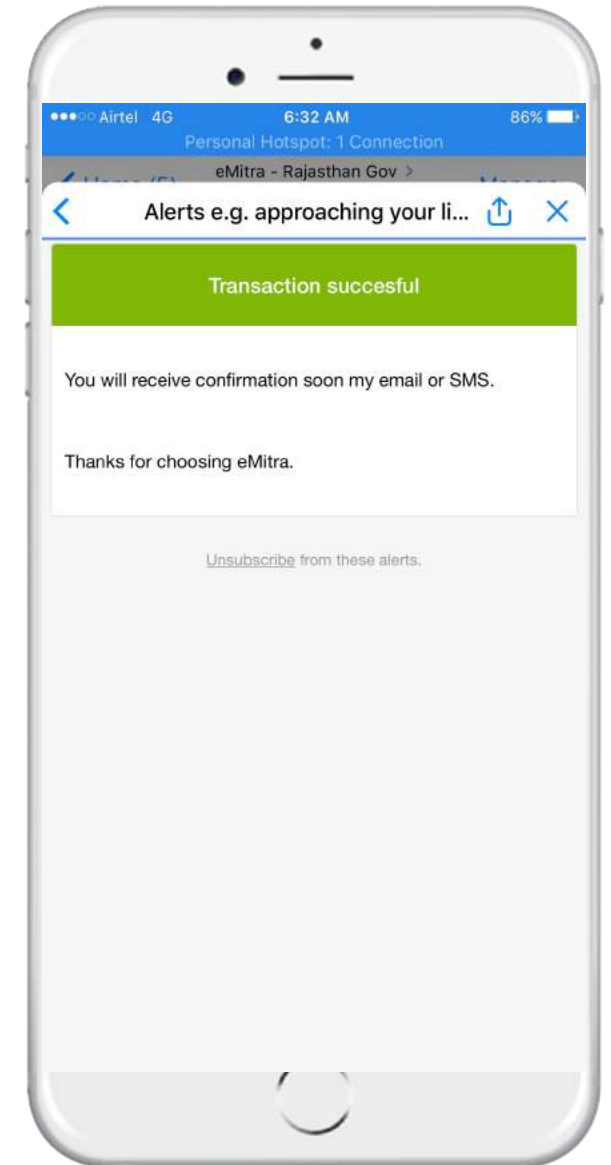 Airtel 4G 6:32 AM 86%
Personal Hotspot: 1 Connection
eMitra - Rajasthan Gov >
Alerts e.g. approaching your li...
Transaction succesful
You will receive confirmation soon my email or SMS.
Thanks for choosing eMitra.
Unsubscribe from these alerts.